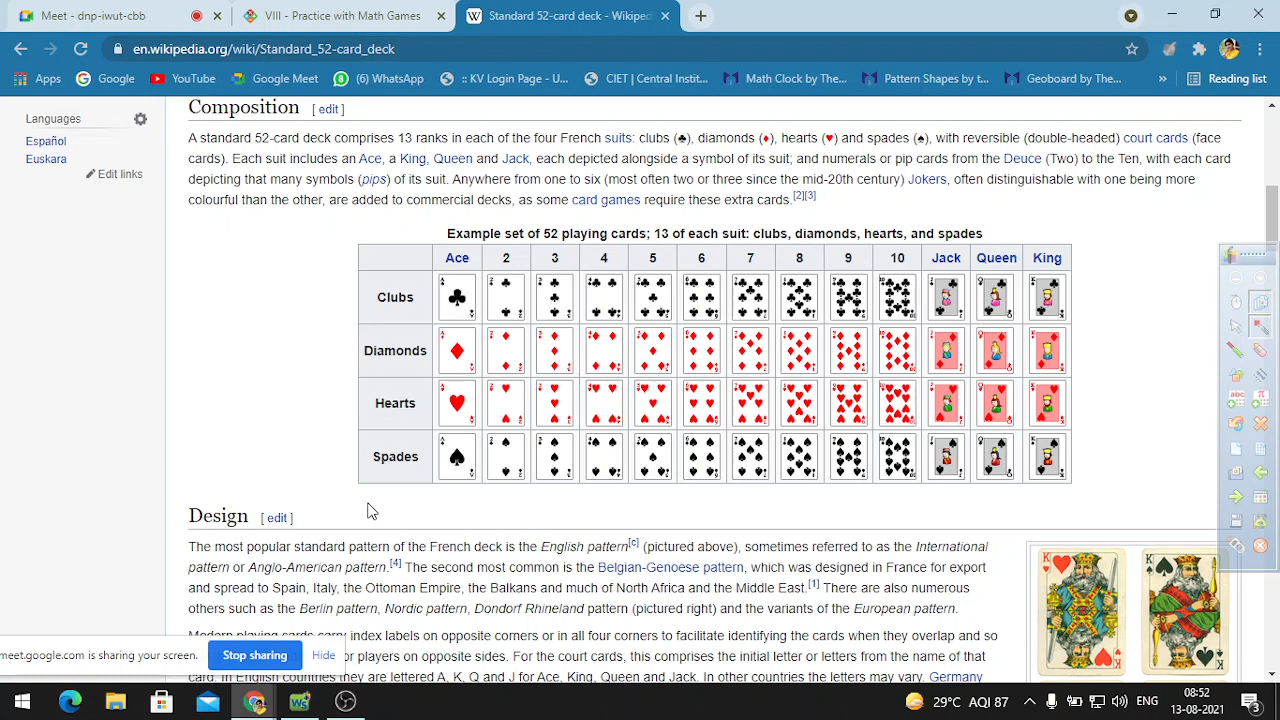 Meet - dnp-iwut-cbb
VIII - Practice with Math Games
Standard 52-card deck - Wikiped
en.wikipedia.org/wiki/Standard_52-card_deck
Apps
Google
YouTube
Google Meet
(6) WhatsApp
:: KV Login Page - U...
CIET | Central Instit...
Math Clock by The...
Pattern Shapes by t...
Geoboard by The...
»
Reading list
Languages
Español
Euskara
Edit links
Composition [ edit ]
A standard 52-card deck comprises 13 ranks in each of the four French suits: clubs (♣), diamonds (♦), hearts (♥) and spades (♠), with reversible (double-headed) court cards (face
cards). Each suit includes an Ace, a King, Queen and Jack, each depicted alongside a symbol of its suit; and numerals or pip cards from the Deuce (Two) to the Ten, with each card
depicting that many symbols (pips) of its suit. Anywhere from one to six (most often two or three since the mid-20th century) Jokers, often distinguishable with one being more
colourful than the other, are added to commercial decks, as some card games require these extra cards.[2][3]
Example set of 52 playing cards; 13 of each suit: clubs, diamonds, hearts, and spades
Ace 2 3 4 5 6 7 8 9 10 Jack Queen King
Clubs
Diamonds
Hearts
Spades
Design [ edit ]
The most popular standard pattern of the French deck is the English pattern[c] (pictured above), sometimes referred to as the International
pattern or Anglo-American pattern.[4] The second most common is the Belgian-Genoese pattern, which was designed in France for export
and spread to Spain, Italy, the Ottoman Empire, the Balkans and much of North Africa and the Middle East.[1] There are also numerous
others such as the Berlin pattern, Nordic pattern, Dondorf Rhineland pattern (pictured right) and the variants of the European pattern.
Modern playing cards carry index labels on opposite corners or in all four corners to facilitate identifying the cards when they overlap and so
or players on opposite sides. For the court cards, this comprises the initial letter or letters from the name of that
card. In English countries they are lettered A, K, Q and J for Ace, King, Queen and Jack. In other countries the letters may vary, Germany
meet.google.com is sharing your screen.
Stop sharing
Hide
29°C AQI 87
ENG
08:52
13-08-2021
3